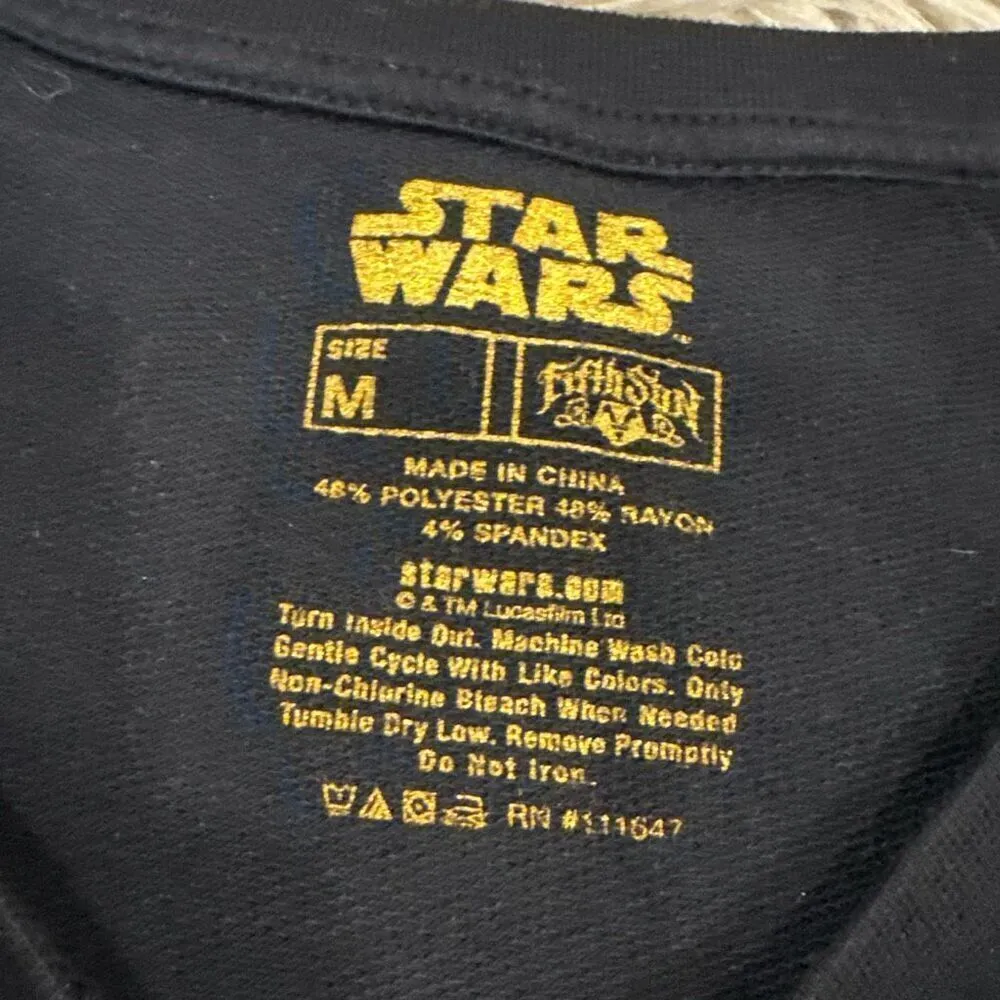 STAR
WARS™
SIZE
M
FifthSun
MADE IN CHINA
48% POLYESTER 48% RAYON
4% SPANDEX
starwars.com
© & TM Lucasfilm Ltd
Turn Inside Out. Machine Wash Cold
Gentle Cycle With Like Colors. Only
Non-Chlorine Bleach When Needed
Tumble Dry Low. Remove Promptly
Do Not Iron.
RN #111647